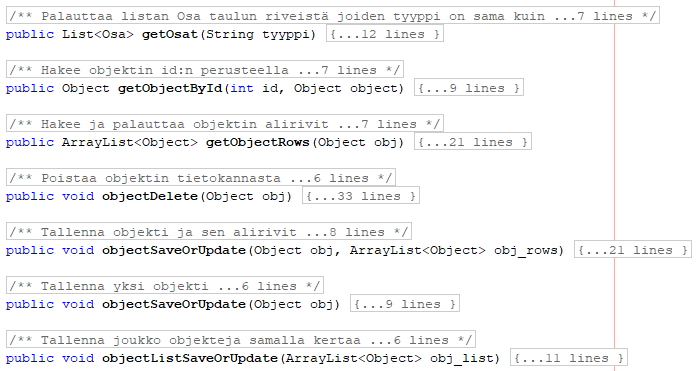 /** Palauttaa listan Osa taulun riveistä joiden tyyppi on sama kuin ...7 lines */
public List<Osa> getOsat(String tyyppi) {...12 lines }
/** Hakee objektin id:n perusteella ...7 lines */
public Object getObjectById(int id, Object object) {...9 lines }
/** Hakee ja palauttaa objektin alirivit ...7 lines */
public ArrayList<Object> getObjectRows(Object obj) {...21 lines }
/** Poistaa objektin tietokannasta ...6 lines */
public void objectDelete(Object obj) {...33 lines }
/** Tallenna objekti ja sen alirivit ...8 lines */
public void objectSaveOrUpdate(Object obj, ArrayList<Object> obj_rows) {...21 lines }
/** Tallenna yksi objekti ...6 lines */
public void objectSaveOrUpdate(Object obj) {...9 lines }
/** Tallenna joukko objekteja samalla kertaa ...6 lines */
public void objectListSaveOrUpdate(ArrayList<Object> obj_list) {...11 lines }